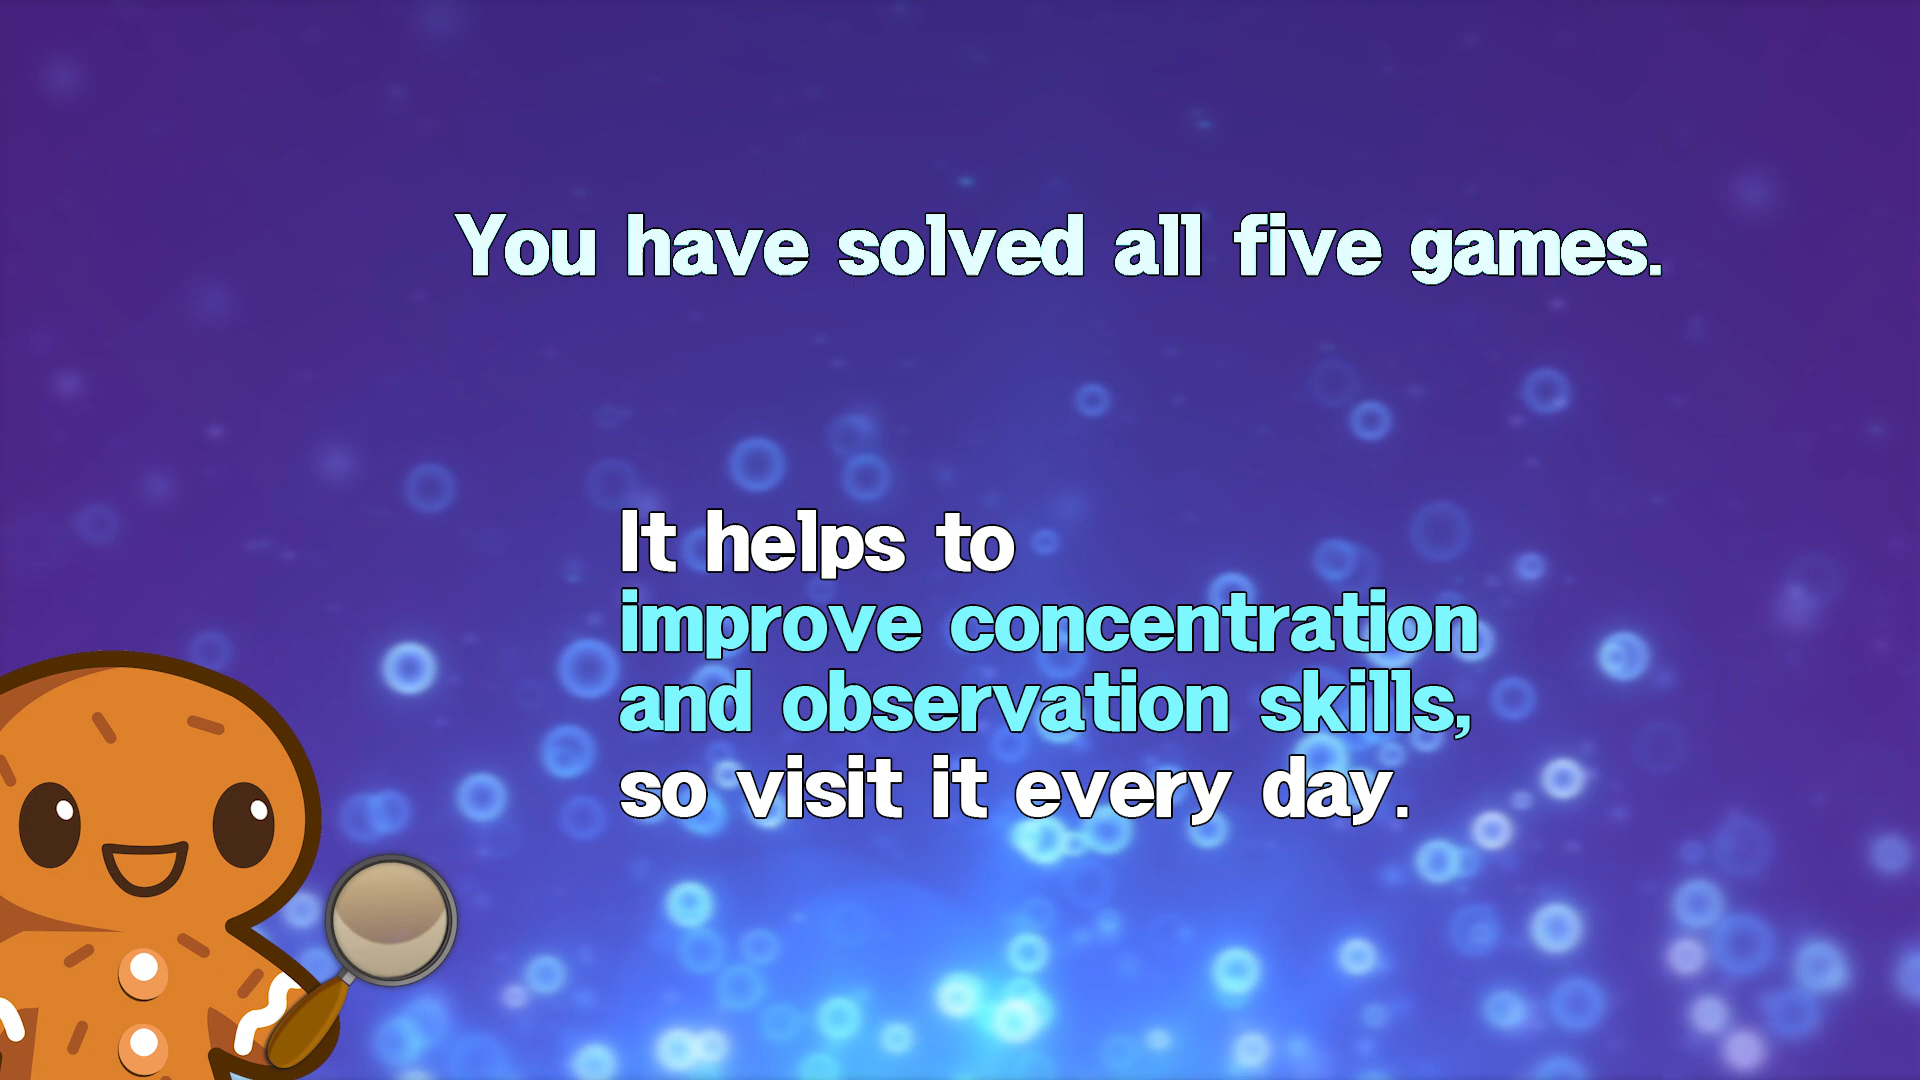 You have solved all five games.
It helps to
improve concentration
and observation skills,
so visit it every day.